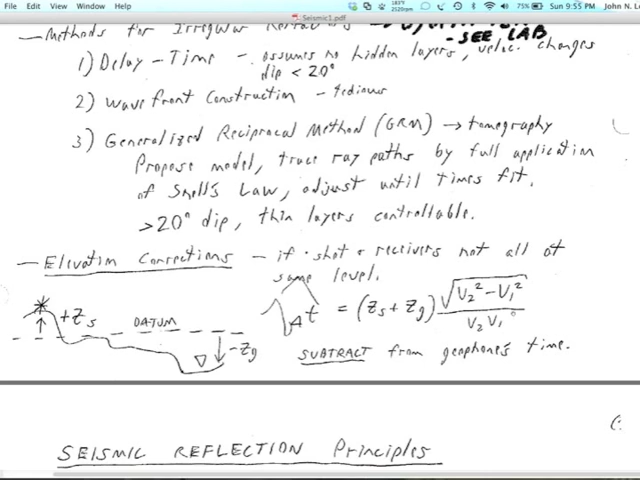 File Edit View Window Help
183°F
2520rpm
75%
Sun 9:55 PM
John N. L
Seismic1.pdf
- Methods for Irregular
- SEE LAB
1) Delay - Time - assumes no hidden layers, veloc. changes
dip < 20°
2) Wavefront Construction - tedious
3) Generalized Reciprocal Method (GRM) → tomography
Propose model, trace ray paths by full application
of Snell's Law, adjust until times fit.
>20° dip, thin layers controllable.
- Elevation Corrections - if shot & receivers not all at
same level.
+Zs
DATUM
-Zg
Δt = (Zs + Zg) √(V2² - V1²) / V2 V1
SUBTRACT from geophone's time.
SEISMIC REFLECTION Principles